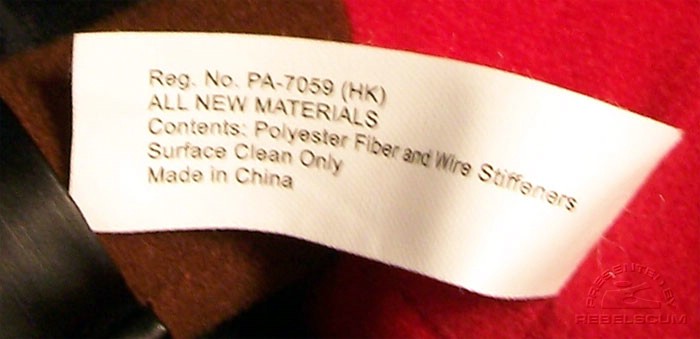 Reg. No. PA-7059 (HK)
ALL NEW MATERIALS
Contents: Polyester Fiber and Wire Stiffeners
Surface Clean Only
Made in China
PRESENTED BY
REBELSCUM